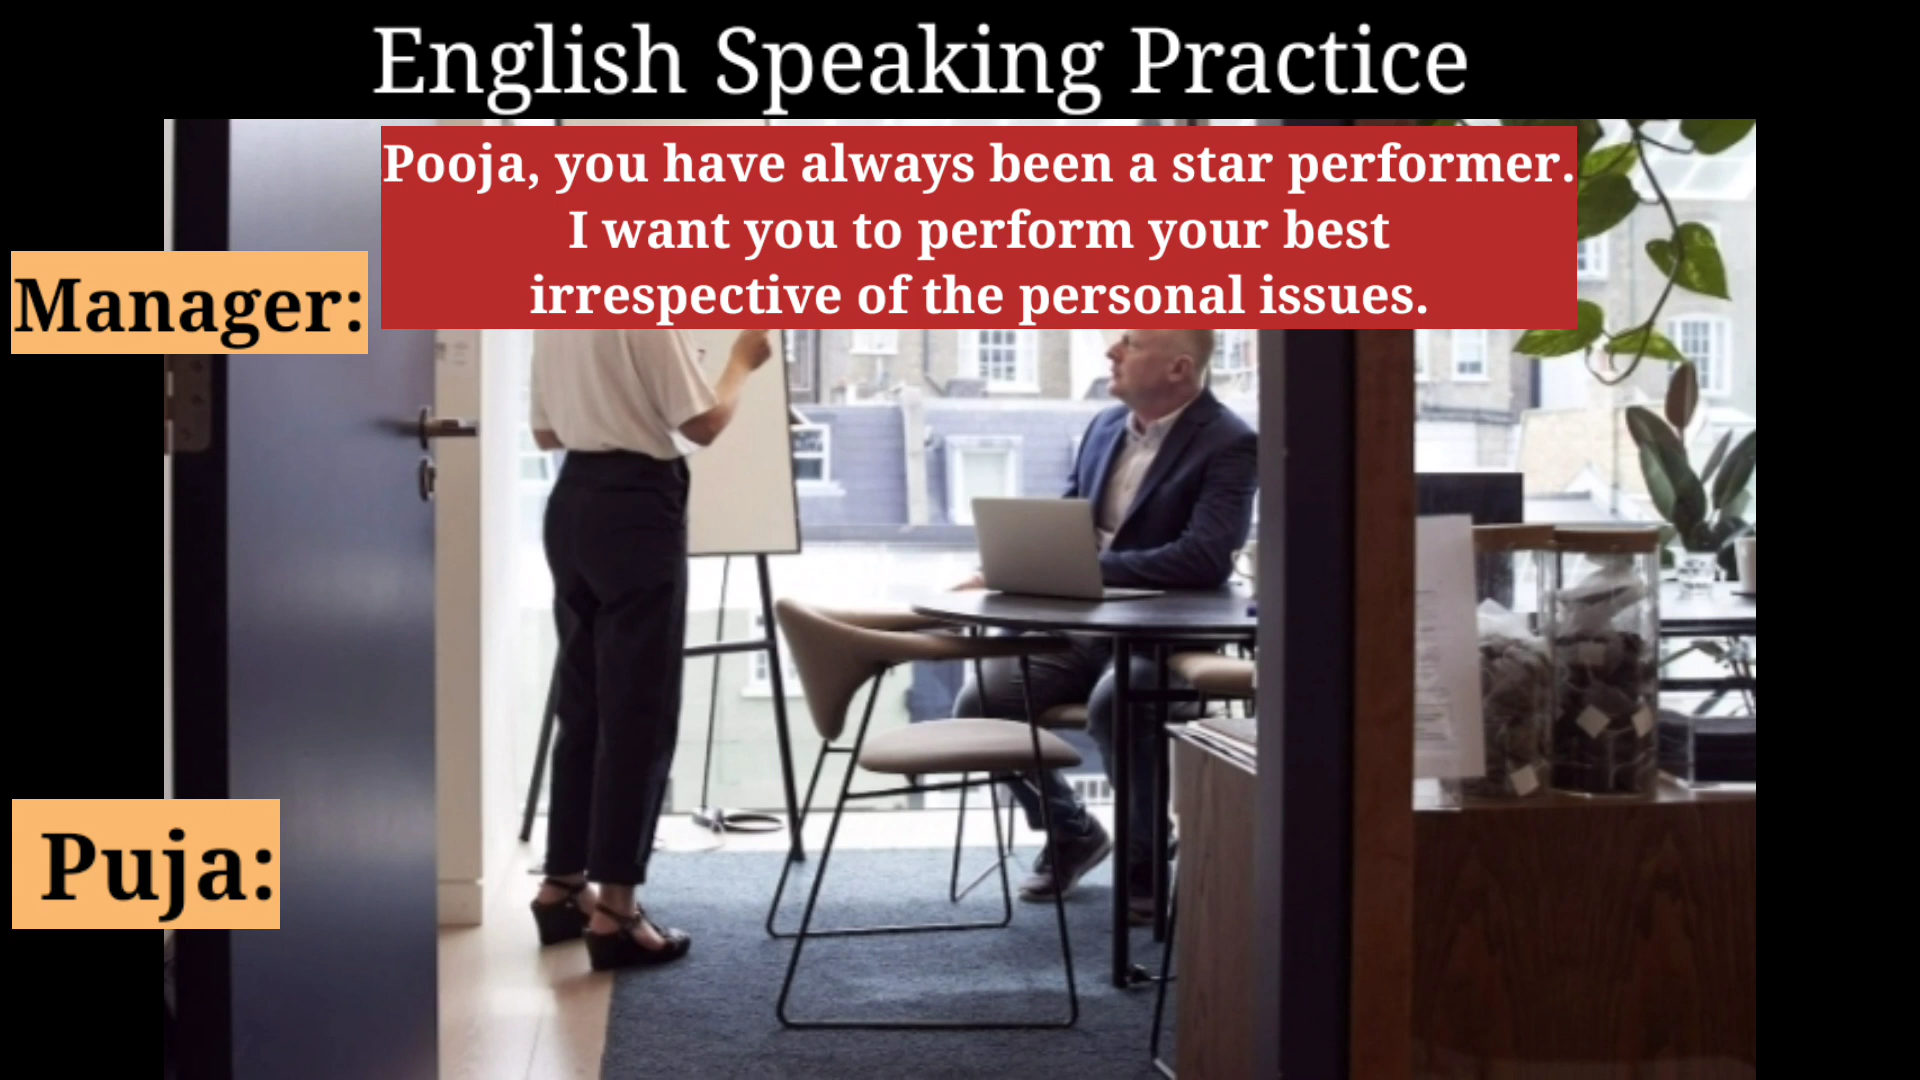 English Speaking Practice
Pooja, you have always been a star performer.
I want you to perform your best
irrespective of the personal issues.
Manager:
Puja: